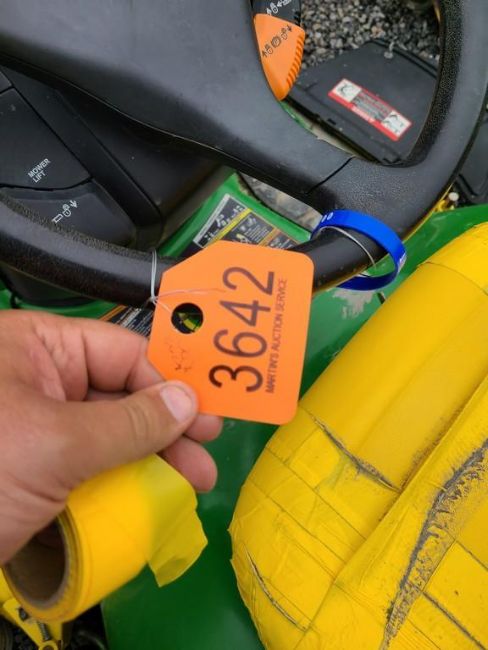 MOWER
LIFT
3642
MARTIN'S AUCTION SERVICE